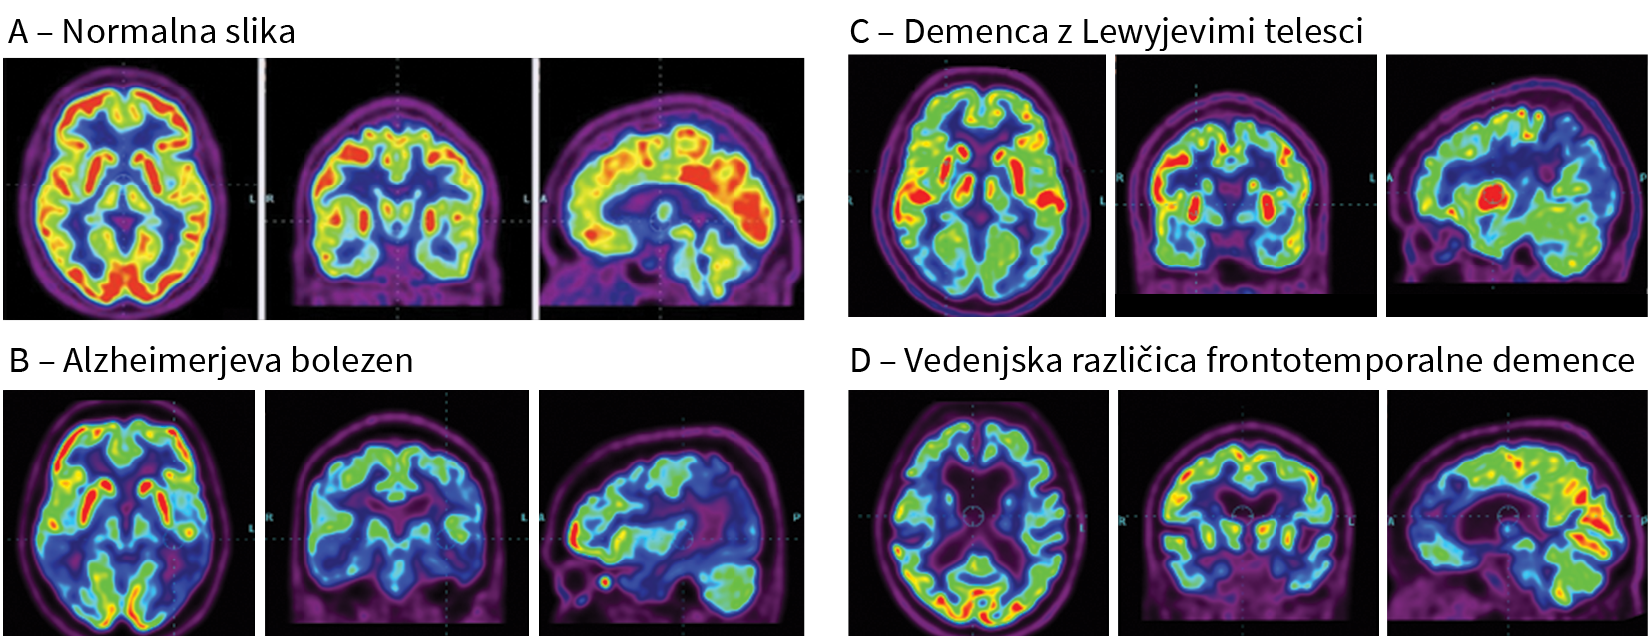 A – Normalna slika
R
L
R
L
A
P
B – Alzheimerjeva bolezen
L
R
L
A
P
C – Demenca z Lewyjevimi telesci
R
L
R
L
A
P
D – Vedenjska različica frontotemporalne demence
L
R
L
A
P